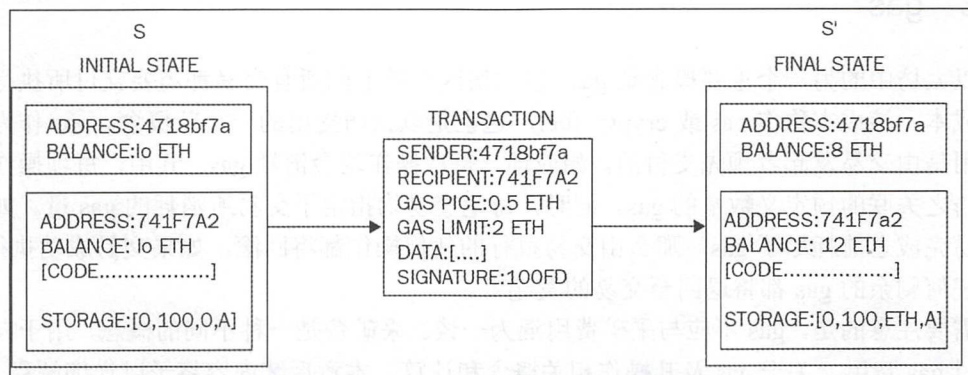 S
INITIAL STATE
ADDRESS:4718bf7a
BALANCE:Io ETH
ADDRESS:741F7A2
BALANCE: Io ETH
[CODE..................]
STORAGE:[0,100,0,A]
TRANSACTION
SENDER:4718bf7a
RECIPIENT:741F7A2
GAS PICE:0.5 ETH
GAS LIMIT:2 ETH
DATA:[....]
SIGNATURE:100FD
S'
FINAL STATE
ADDRESS:4718bf7a
BALANCE:8 ETH
ADDRESS:741F7a2
BALANCE: 12 ETH
[CODE..................]
STORAGE:[0,100,ETH,A]